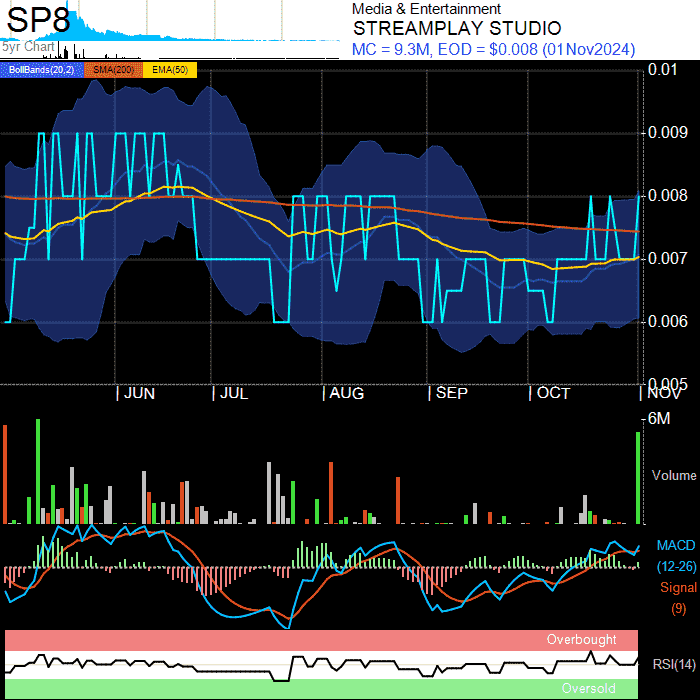 SP8
5yr Chart
Media & Entertainment
STREAMPLAY STUDIO
MC = 9.3M, EOD = $0.008 (01Nov2024)
BollBands(20,2) SMA(200) EMA(50)
0.01
0.009
0.008
0.007
0.006
0.005
JUN JUL AUG SEP OCT NOV
6M
Volume
MACD
(12-26)
Signal
(9)
Overbought
RSI(14)
Oversold